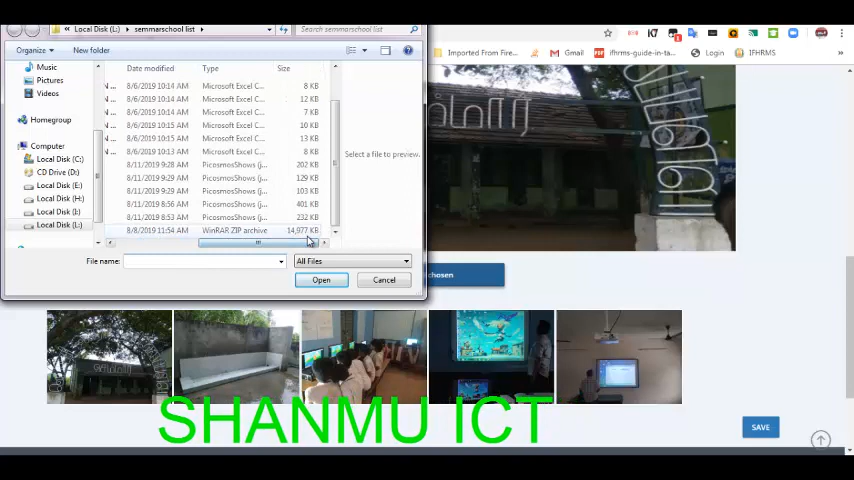 Local Disk (L:) ▸ semmarschool list ▸
Search semmarschool list
Organize
New folder
Imported From Firef...
Gmail
ifhrms-guide-in-ta...
Login
IFHRMS
»
Date modified Type Size
8/6/2019 10:14 AM Microsoft Excel C... 8 KB
8/6/2019 10:14 AM Microsoft Excel C... 12 KB
8/6/2019 10:14 AM Microsoft Excel C... 7 KB
8/6/2019 10:15 AM Microsoft Excel C... 10 KB
8/6/2019 10:15 AM Microsoft Excel C... 13 KB
8/6/2019 10:13 AM Microsoft Excel C... 8 KB
8/11/2019 9:28 AM PicosmosShows (j... 202 KB
8/11/2019 9:29 AM PicosmosShows (j... 129 KB
8/11/2019 9:29 AM PicosmosShows (j... 103 KB
8/11/2019 8:56 AM PicosmosShows (j... 401 KB
8/11/2019 8:53 AM PicosmosShows (j... 232 KB
8/8/2019 11:54 AM WinRAR ZIP archive 14,977 KB
Music
Pictures
Videos
Homegroup
Computer
Local Disk (C:)
CD Drive (D:)
Local Disk (E:)
Local Disk (H:)
Local Disk (I:)
Local Disk (L:)
Select a file to preview.
File name:
All Files
Open
Cancel
chosen
SHANMU ICT
SAVE